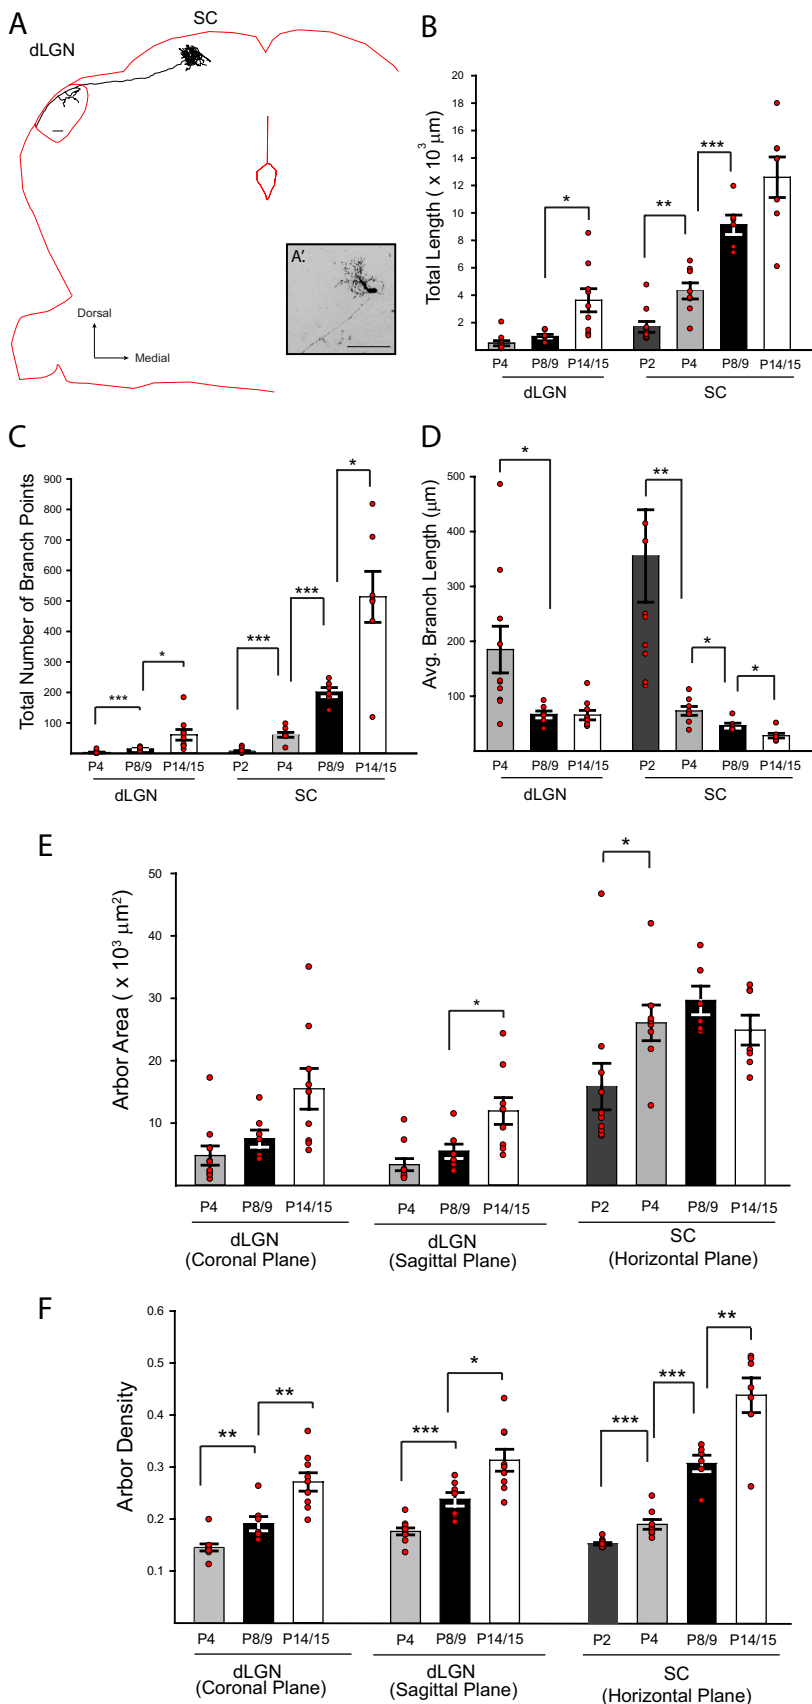 A
SC
dLGN
A'.
Dorsal
Medial
B
Total Length ( x 10³ μm)
20
18
16
14
12
10
8
6
4
2
*
**
***
P4 P8/9 P14/15 P2 P4 P8/9 P14/15
dLGN SC
C
Total Number of Branch Points
900
800
700
600
500
400
300
200
100
***
*
***
***
*
P4 P8/9 P14/15 P2 P4 P8/9 P14/15
dLGN SC
D
Avg. Branch Length (μm)
500
400
300
200
100
*
**
*
*
P4 P8/9 P14/15 P2 P4 P8/9 P14/15
dLGN SC
E
Arbor Area ( x 10³ μm²)
50
40
30
20
10
*
*
P4 P8/9 P14/15 P4 P8/9 P14/15 P2 P4 P8/9 P14/15
dLGN dLGN SC
(Coronal Plane) (Sagittal Plane) (Horizontal Plane)
F
Arbor Density
0.6
0.5
0.4
0.3
0.2
0.1
**
**
***
*
***
***
**
P4 P8/9 P14/15 P4 P8/9 P14/15 P2 P4 P8/9 P14/15
dLGN dLGN SC
(Coronal Plane) (Sagittal Plane) (Horizontal Plane)